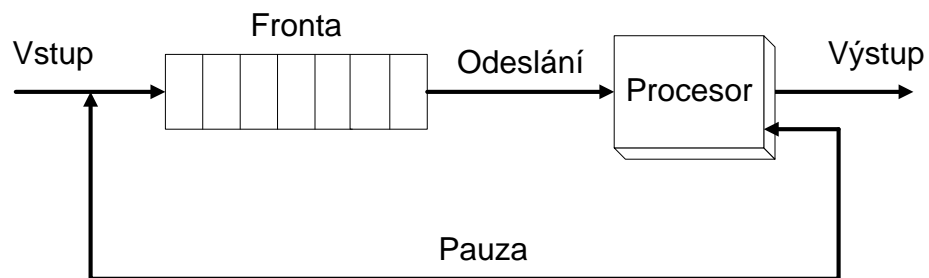 Fronta
Vstup
Odeslání
Výstup
Procesor
Pauza